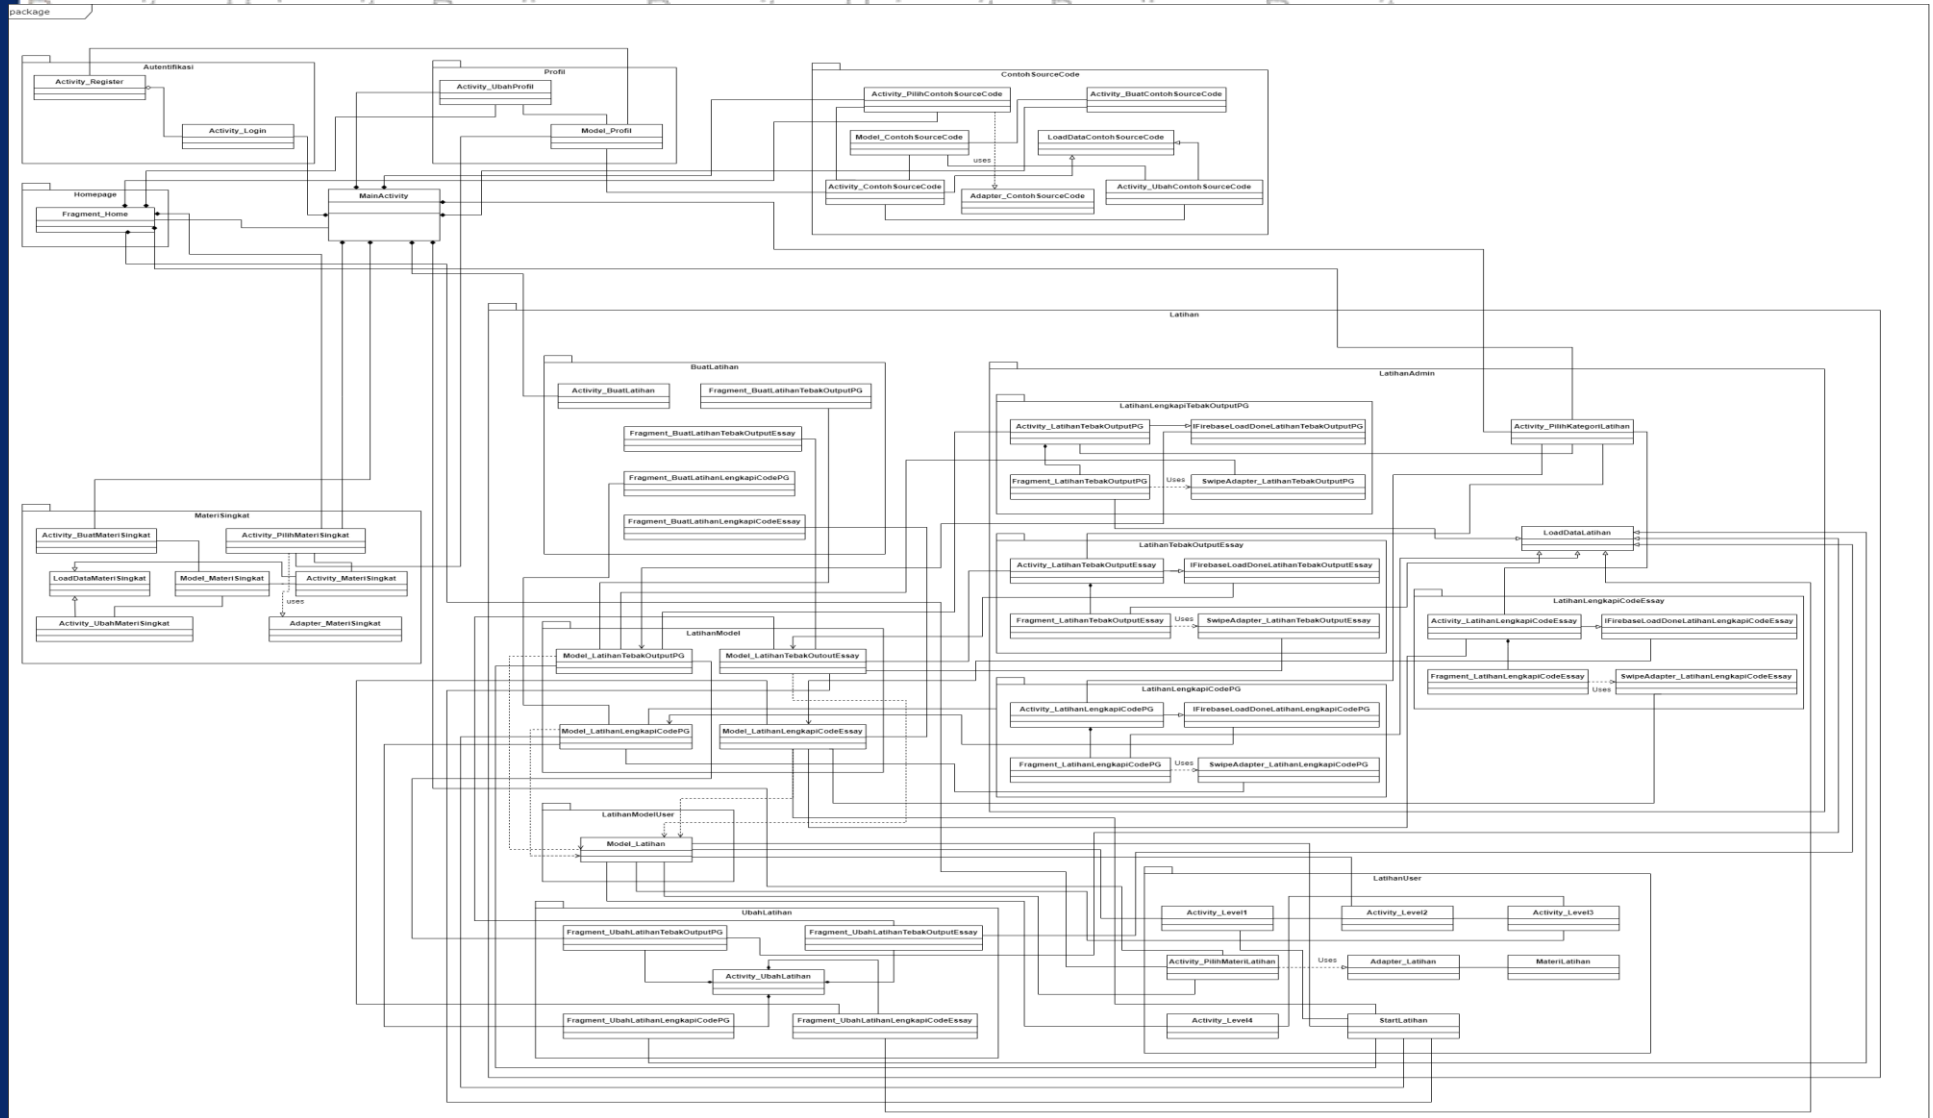 package
Autentifikasi
Activity_Register
Activity_Login
Profil
Activity_UbahProfil
Model_Profil
ContohSourceCode
Activity_PilihContohSourceCode
Activity_BuatContohSourceCode
Model_ContohSourceCode
LoadDataContohSourceCode
uses
Activity_ContohSourceCode
Adapter_ContohSourceCode
Activity_UbahContohSourceCode
Homepage
Fragment_Home
MainActivity
Latihan
BuatLatihan
Activity_BuatLatihan
Fragment_BuatLatihanTebakOutputPG
Fragment_BuatLatihanTebakOutputEssay
Fragment_BuatLatihanLengkapiCodePG
Fragment_BuatLatihanLengkapiCodeEssay
LatihanAdmin
LatihanLengkapiTebakOutputPG
Activity_LatihanTebakOutputPG
IFirebaseLoadDoneLatihanTebakOutputPG
Fragment_LatihanTebakOutputPG
Uses
SwipeAdapter_LatihanTebakOutputPG
Activity_PilihKategoriLatihan
LoadDataLatihan
LatihanTebakOutputEssay
Activity_LatihanTebakOutputEssay
IFirebaseLoadDoneLatihanTebakOutputEssay
Fragment_LatihanTebakOutputEssay
Uses
SwipeAdapter_LatihanTebakOutputEssay
LatihanLengkapiCodeEssay
Activity_LatihanLengkapiCodeEssay
IFirebaseLoadDoneLatihanLengkapiCodeEssay
Fragment_LatihanLengkapiCodeEssay
Uses
SwipeAdapter_LatihanLengkapiCodeEssay
LatihanLengkapiCodePG
Activity_LatihanLengkapiCodePG
IFirebaseLoadDoneLatihanLengkapiCodePG
Fragment_LatihanLengkapiCodePG
Uses
SwipeAdapter_LatihanLengkapiCodePG
MateriSingkat
Activity_BuatMateriSingkat
Activity_PilihMateriSingkat
LoadDataMateriSingkat
Model_MateriSingkat
Activity_MateriSingkat
uses
Activity_UbahMateriSingkat
Adapter_MateriSingkat
LatihanModel
Model_LatihanTebakOutputPG
Model_LatihanTebakOutoutEssay
Model_LatihanLengkapiCodePG
Model_LatihanLengkapiCodeEssay
LatihanModelUser
Model_Latihan
UbahLatihan
Fragment_UbahLatihanTebakOutputPG
Fragment_UbahLatihanTebakOutputEssay
Activity_UbahLatihan
Fragment_UbahLatihanLengkapiCodePG
Fragment_UbahLatihanLengkapiCodeEssay
LatihanUser
Activity_Level1
Activity_Level2
Activity_Level3
Activity_PilihMateriLatihan
Uses
Adapter_Latihan
MateriLatihan
Activity_Level4
StartLatihan